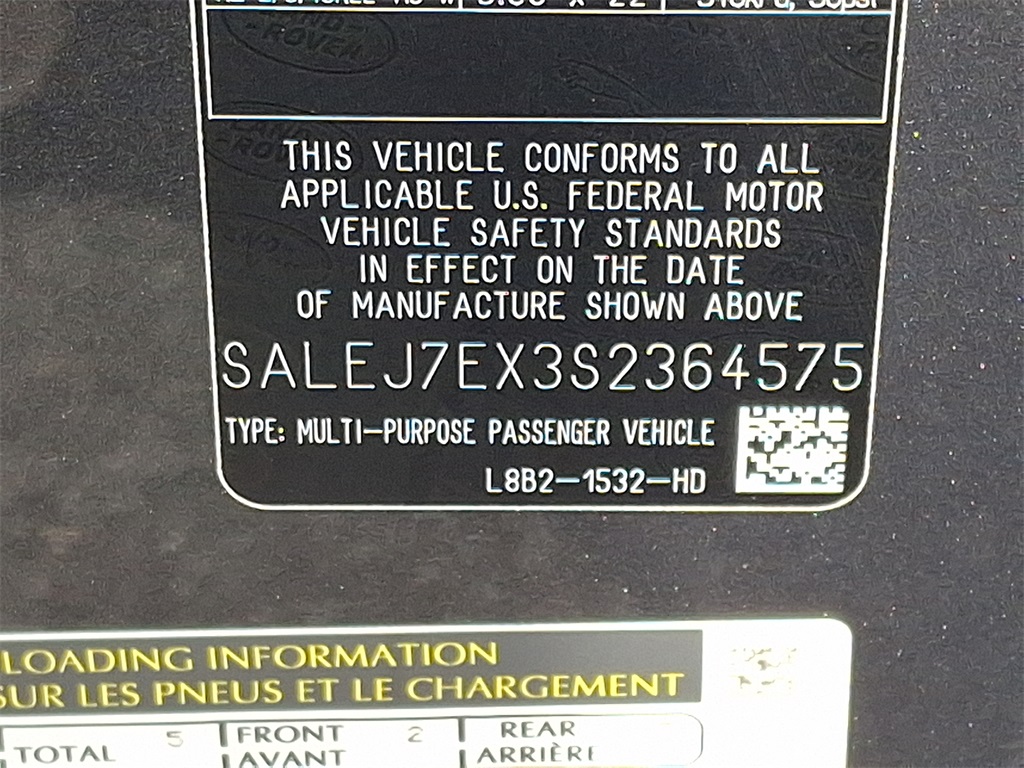 THIS VEHICLE CONFORMS TO ALL
APPLICABLE U.S. FEDERAL MOTOR
VEHICLE SAFETY STANDARDS
IN EFFECT ON THE DATE
OF MANUFACTURE SHOWN ABOVE
SALEJ7EX3S2364575
TYPE: MULTI-PURPOSE PASSENGER VEHICLE
L8B2-1532-HD
LOADING INFORMATION
SUR LES PNEUS ET LE CHARGEMENT
TOTAL 5 FRONT 2 REAR
AVANT ARRIÈRE